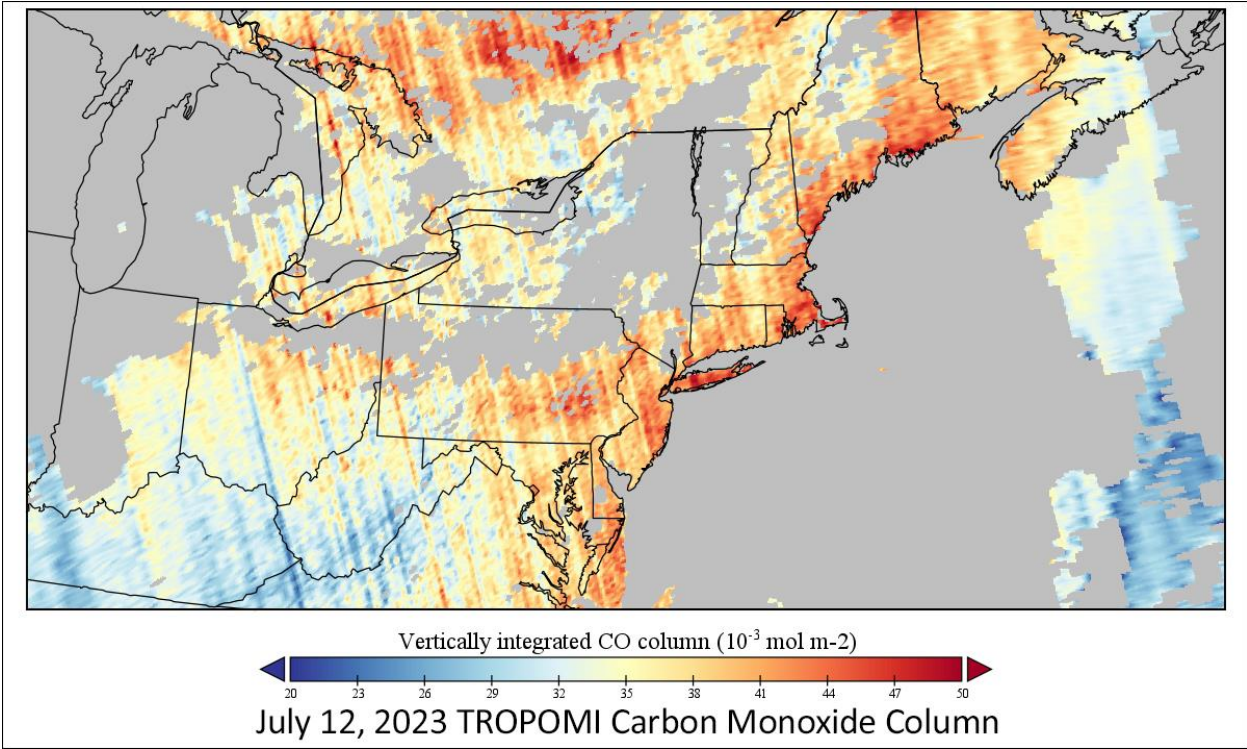 Vertically integrated CO column (10⁻³ mol m-2)
20 23 26 29 32 35 38 41 44 47 50
July 12, 2023 TROPOMI Carbon Monoxide Column